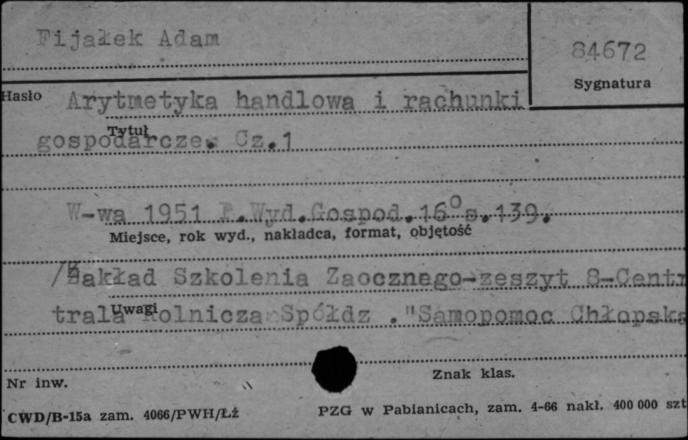 Fijałek Adam
84672
Sygnatura
Hasło
Arytmetyka handlowa i rachunki
Tytuł
gospodarcze. Cz.1
W-wa 1951 P.Wyd.Gospod.16° s.139.
Miejsce, rok wyd., nakładca, format, objętość
/Zakład Szkolenia Zaocznego-zeszyt 8-Centr
Uwagi
trala Rolnicza Spółdz ."Samopomoc Chłopska
Nr inw.
Znak klas.
CWD/B-15a zam. 4066/PWH/ŁŻ
PZG w Pabianicach, zam. 4-66 nakł. 400 000 szt